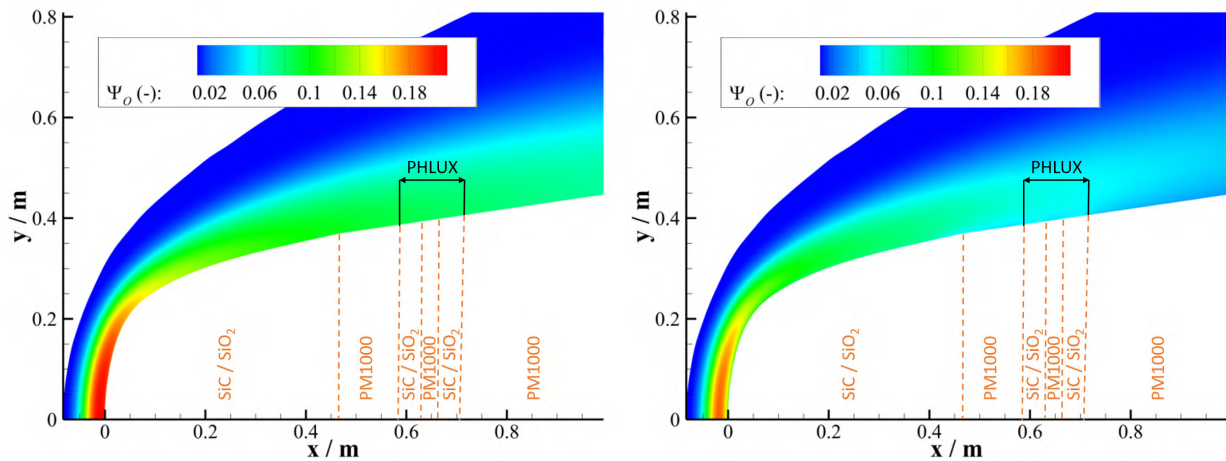 0.8
0.6
0.4
0.2
0
y / m
Ψ_O (-): 0.02 0.06 0.1 0.14 0.18
PHLUX
SiC / SiO₂
PM1000
SiC / SiO₂
PM1000
SiC / SiO₂
PM1000
0 0.2 0.4 0.6 0.8
x / m
0.8
0.6
0.4
0.2
0
y / m
Ψ_O (-): 0.02 0.06 0.1 0.14 0.18
PHLUX
SiC / SiO₂
PM1000
SiC / SiO₂
PM1000
SiC / SiO₂
PM1000
0 0.2 0.4 0.6 0.8
x / m